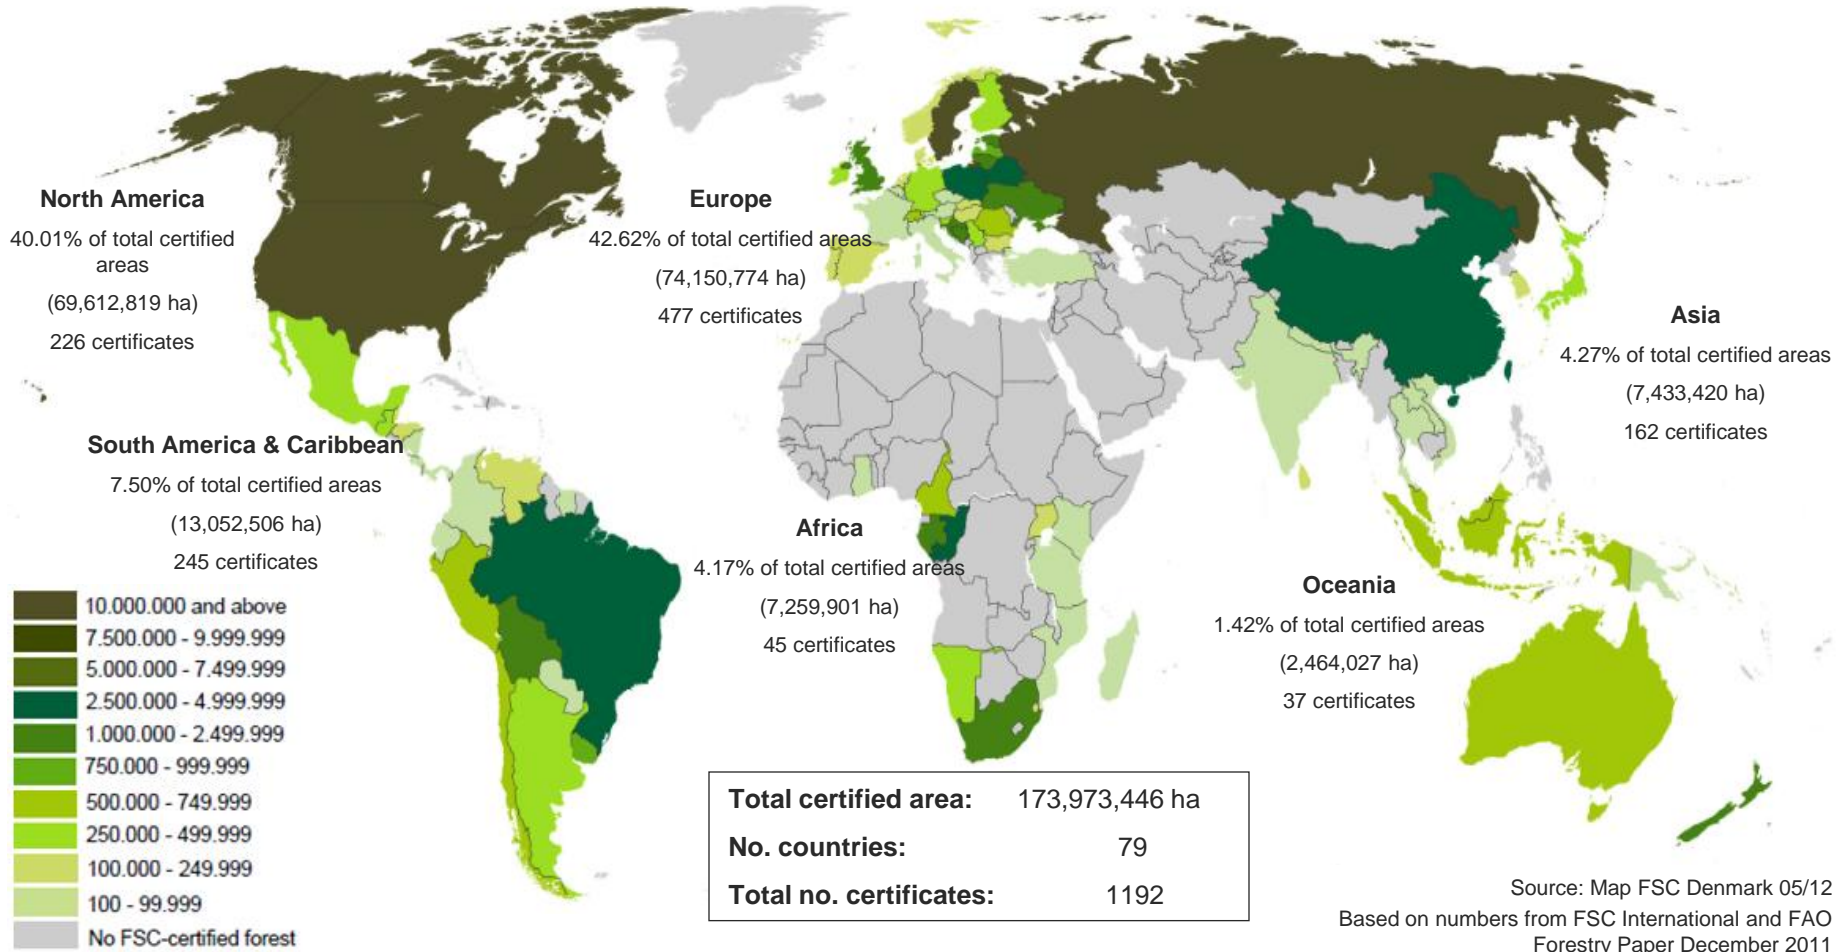 North America
40.01% of total certified
areas
(69,612,819 ha)
226 certificates
Europe
42.62% of total certified areas
(74,150,774 ha)
477 certificates
Asia
4.27% of total certified areas
(7,433,420 ha)
162 certificates
South America & Caribbean
7.50% of total certified areas
(13,052,506 ha)
245 certificates
Africa
4.17% of total certified areas
(7,259,901 ha)
45 certificates
Oceania
1.42% of total certified areas
(2,464,027 ha)
37 certificates
10.000.000 and above
7.500.000 - 9.999.999
5.000.000 - 7.499.999
2.500.000 - 4.999.999
1.000.000 - 2.499.999
750.000 - 999.999
500.000 - 749.999
250.000 - 499.999
100.000 - 249.999
100 - 99.999
No FSC-certified forest
Total certified area: 173,973,446 ha
No. countries: 79
Total no. certificates: 1192
Source: Map FSC Denmark 05/12
Based on numbers from FSC International and FAO
Forestry Paper December 2011